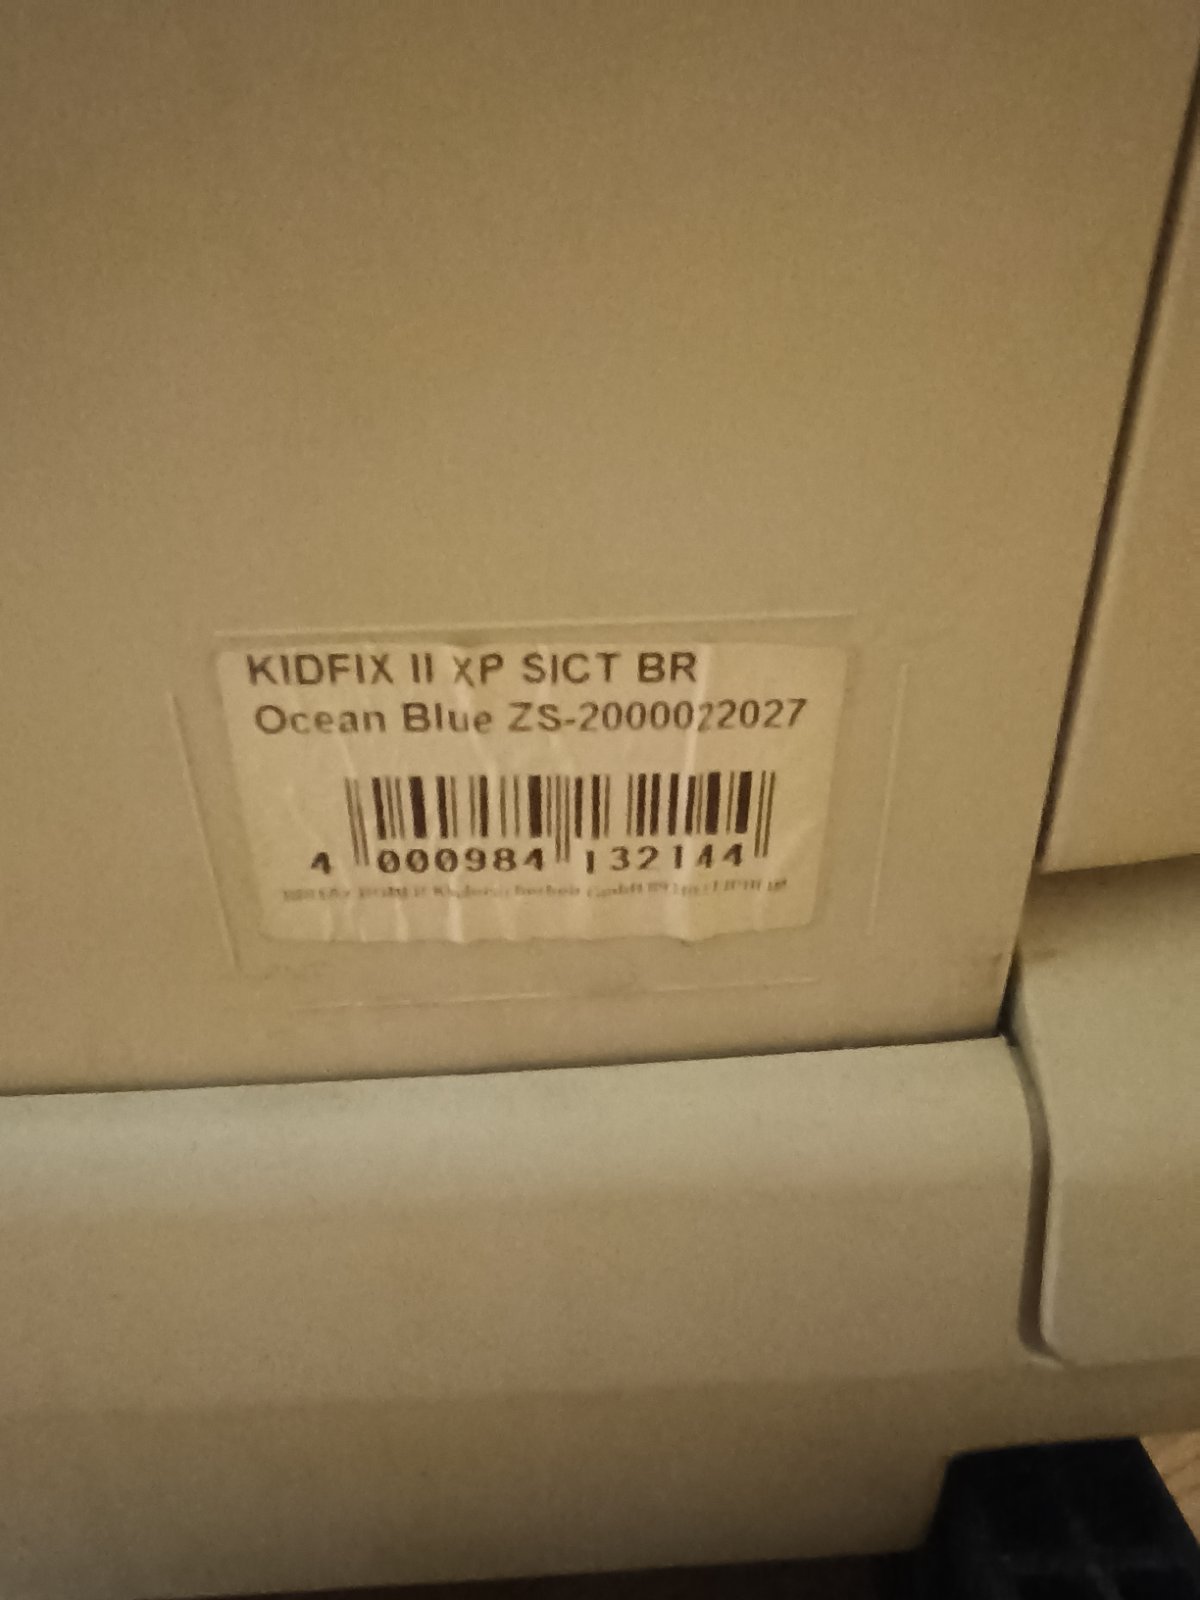 KIDFIX II XP SICT BR
Ocean Blue ZS-2000022027
4 000984 132144